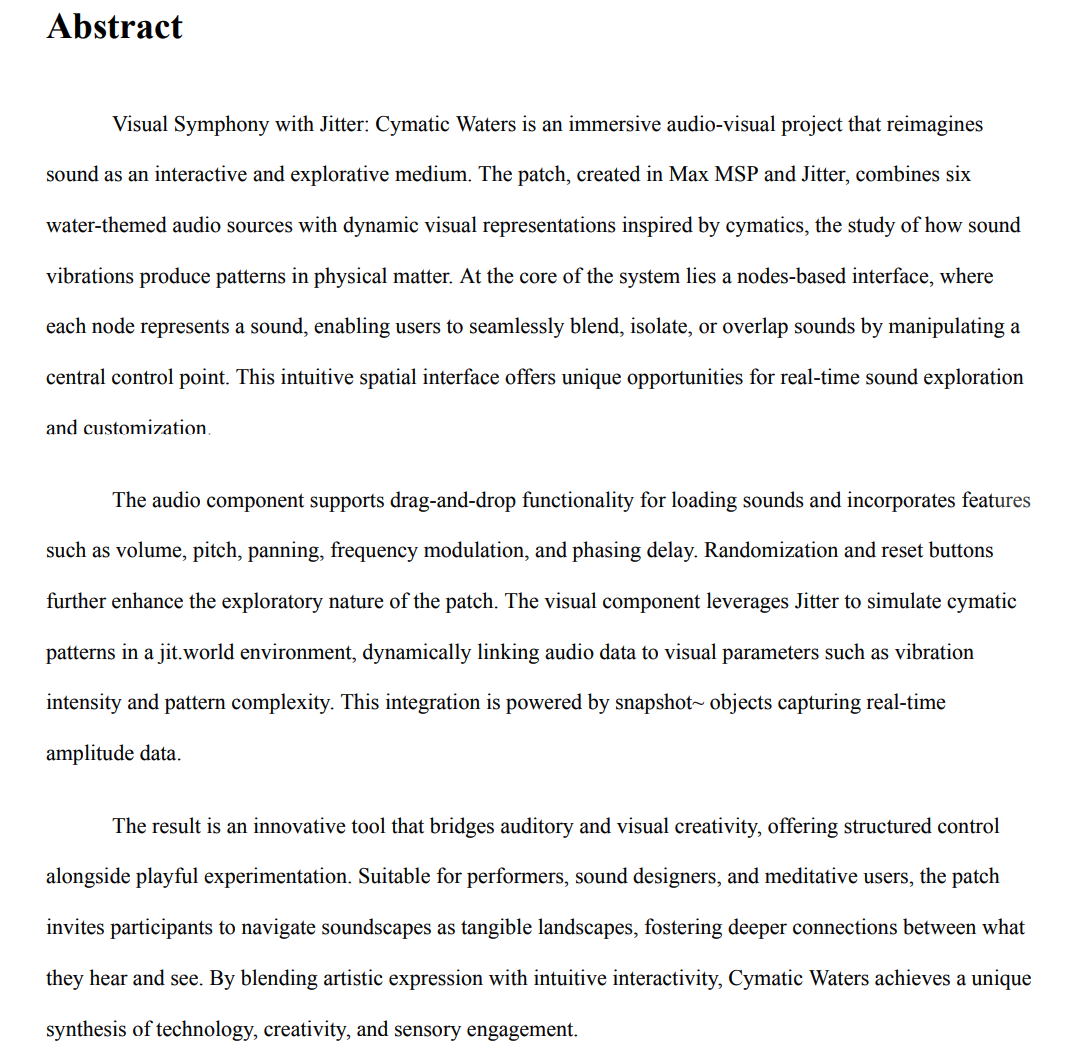 Abstract
Visual Symphony with Jitter: Cymatic Waters is an immersive audio-visual project that reimagines
sound as an interactive and explorative medium. The patch, created in Max MSP and Jitter, combines six
water-themed audio sources with dynamic visual representations inspired by cymatics, the study of how sound
vibrations produce patterns in physical matter. At the core of the system lies a nodes-based interface, where
each node represents a sound, enabling users to seamlessly blend, isolate, or overlap sounds by manipulating a
central control point. This intuitive spatial interface offers unique opportunities for real-time sound exploration
and customization.
The audio component supports drag-and-drop functionality for loading sounds and incorporates features
such as volume, pitch, panning, frequency modulation, and phasing delay. Randomization and reset buttons
further enhance the exploratory nature of the patch. The visual component leverages Jitter to simulate cymatic
patterns in a jit.world environment, dynamically linking audio data to visual parameters such as vibration
intensity and pattern complexity. This integration is powered by snapshot~ objects capturing real-time
amplitude data.
The result is an innovative tool that bridges auditory and visual creativity, offering structured control
alongside playful experimentation. Suitable for performers, sound designers, and meditative users, the patch
invites participants to navigate soundscapes as tangible landscapes, fostering deeper connections between what
they hear and see. By blending artistic expression with intuitive interactivity, Cymatic Waters achieves a unique
synthesis of technology, creativity, and sensory engagement.